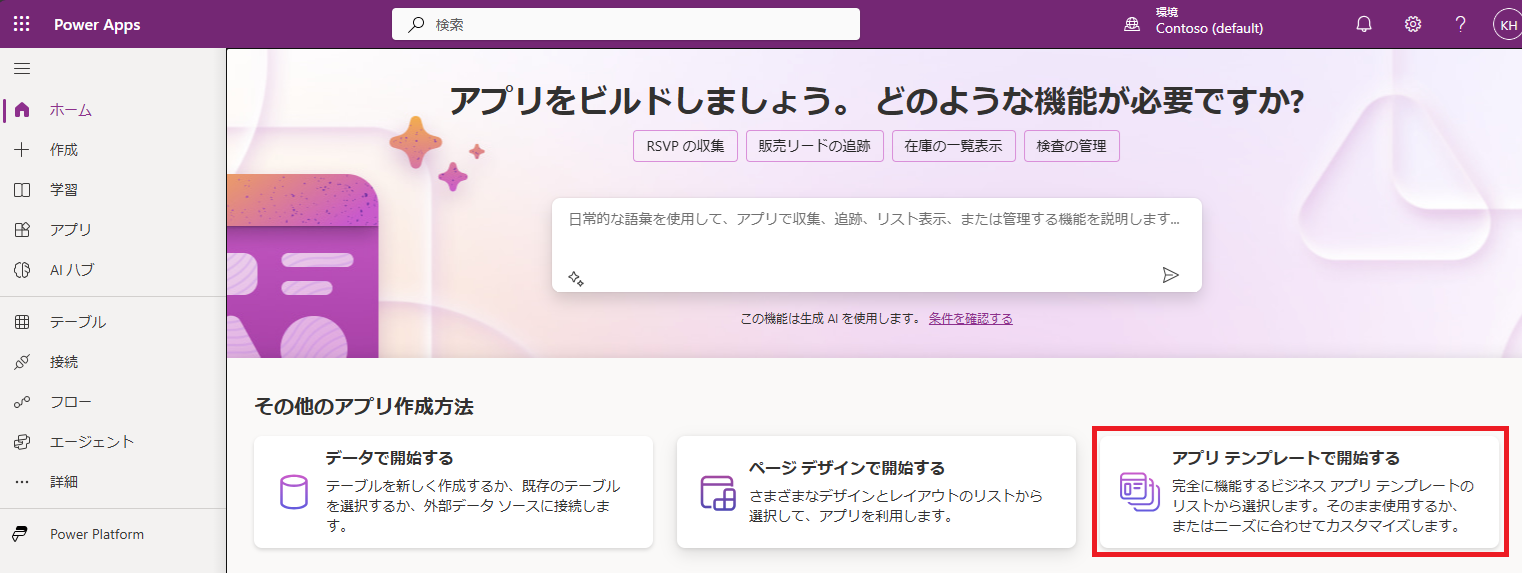 Power Apps
検索
環境
Contoso (default)
KH
ホーム
作成
学習
アプリ
AI ハブ
テーブル
接続
フロー
エージェント
詳細
Power Platform
アプリをビルドしましょう。 どのような機能が必要ですか?
RSVP の収集
販売リードの追跡
在庫の一覧表示
検査の管理
日常的な語彙を使用して、アプリで収集、追跡、リスト表示、または管理する機能を説明します...
この機能は生成 AI を使用します。 条件を確認する
その他のアプリ作成方法
データで開始する
テーブルを新しく作成するか、既存のテーブル
を選択するか、外部データ ソースに接続しま
す。
ページ デザインで開始する
さまざまなデザインとレイアウトのリストから
選択して、アプリを利用します。
アプリ テンプレートで開始する
完全に機能するビジネス アプリ テンプレートの
リストから選択します。そのまま使用するか、
またはニーズに合わせてカスタマイズします。